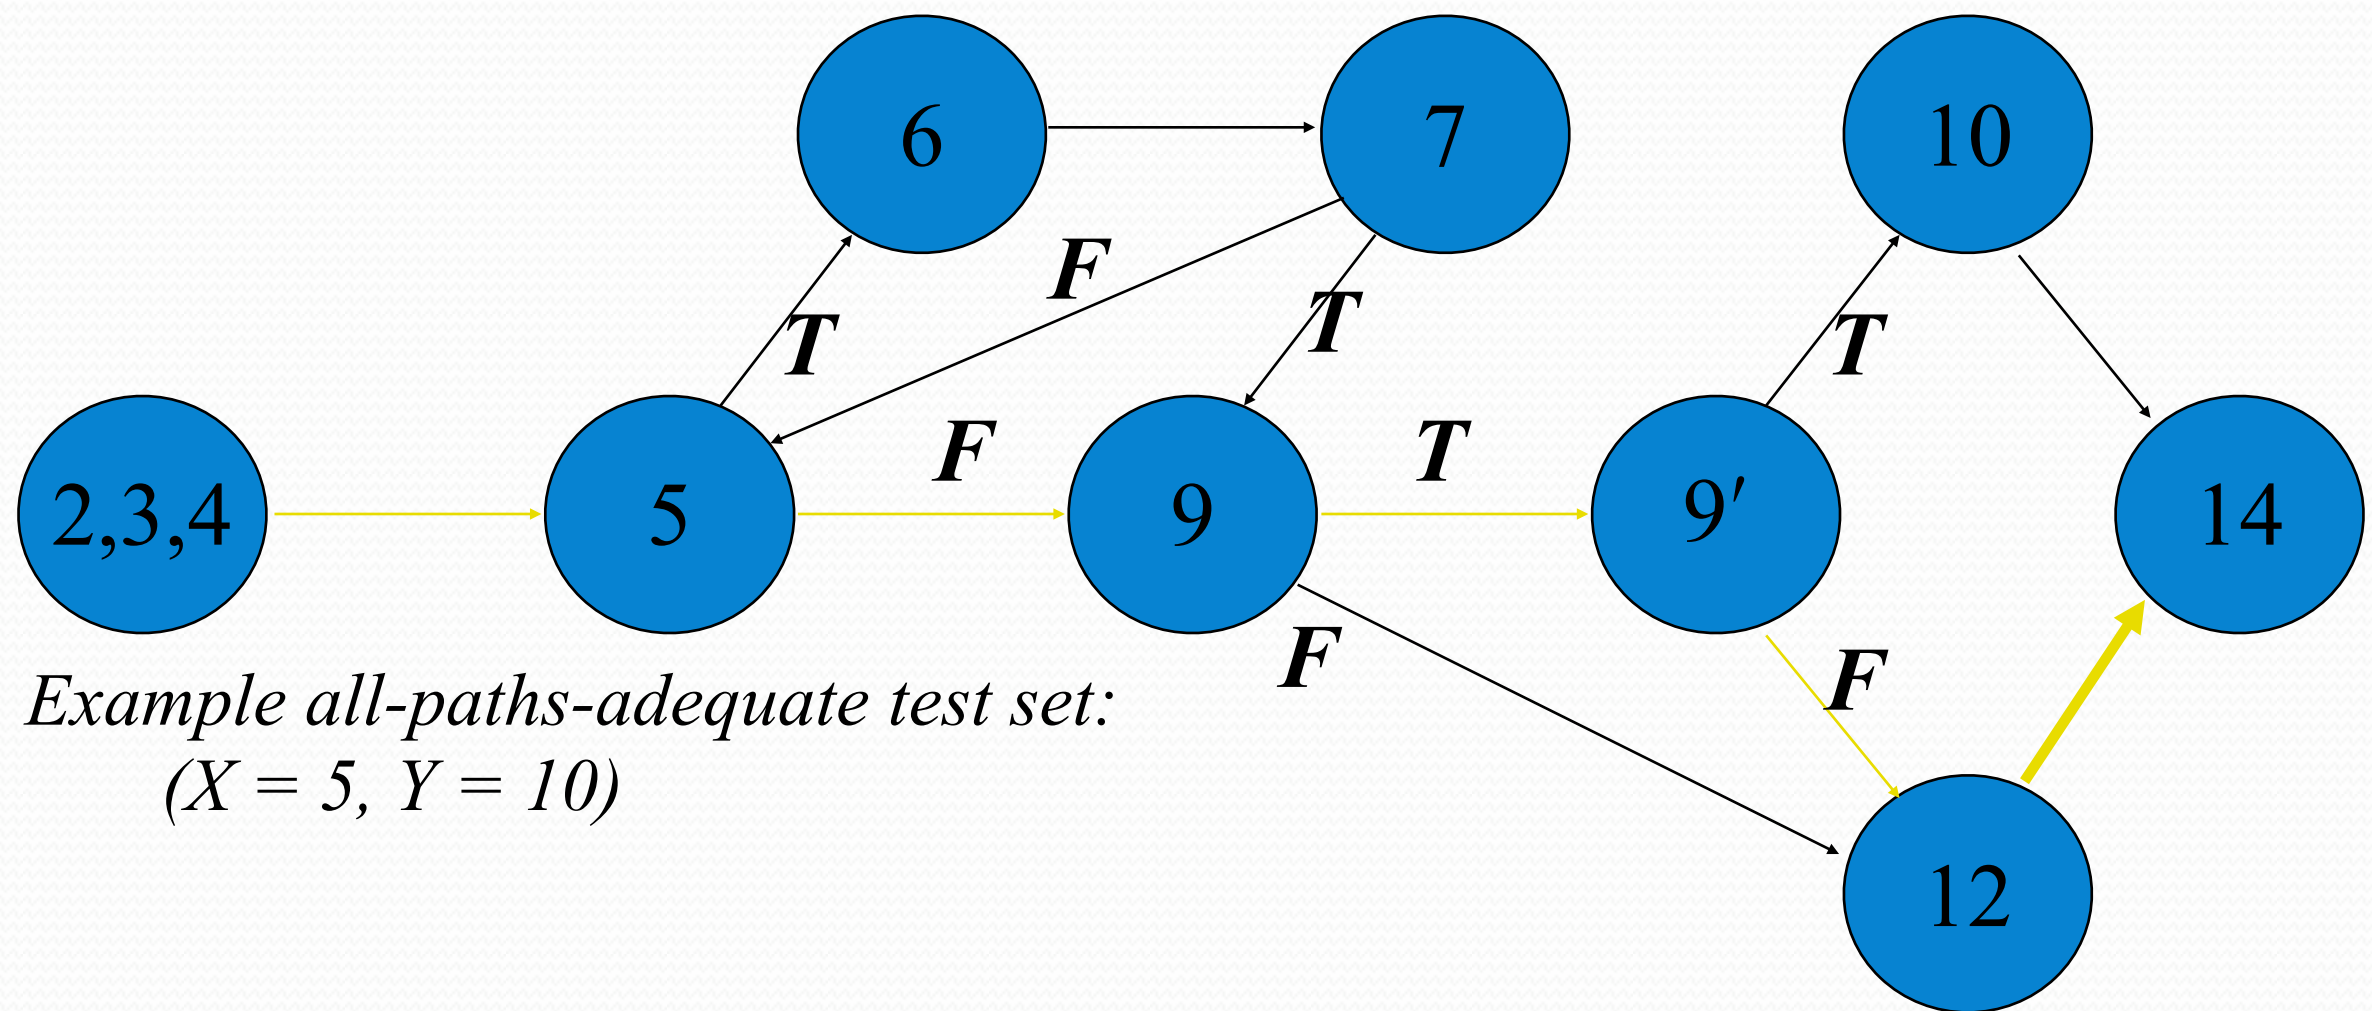 6
7
10
F
T
T
T
F
T
2,3,4
5
9
9′
14
F
F
Example all-paths-adequate test set:
(X = 5, Y = 10)
12